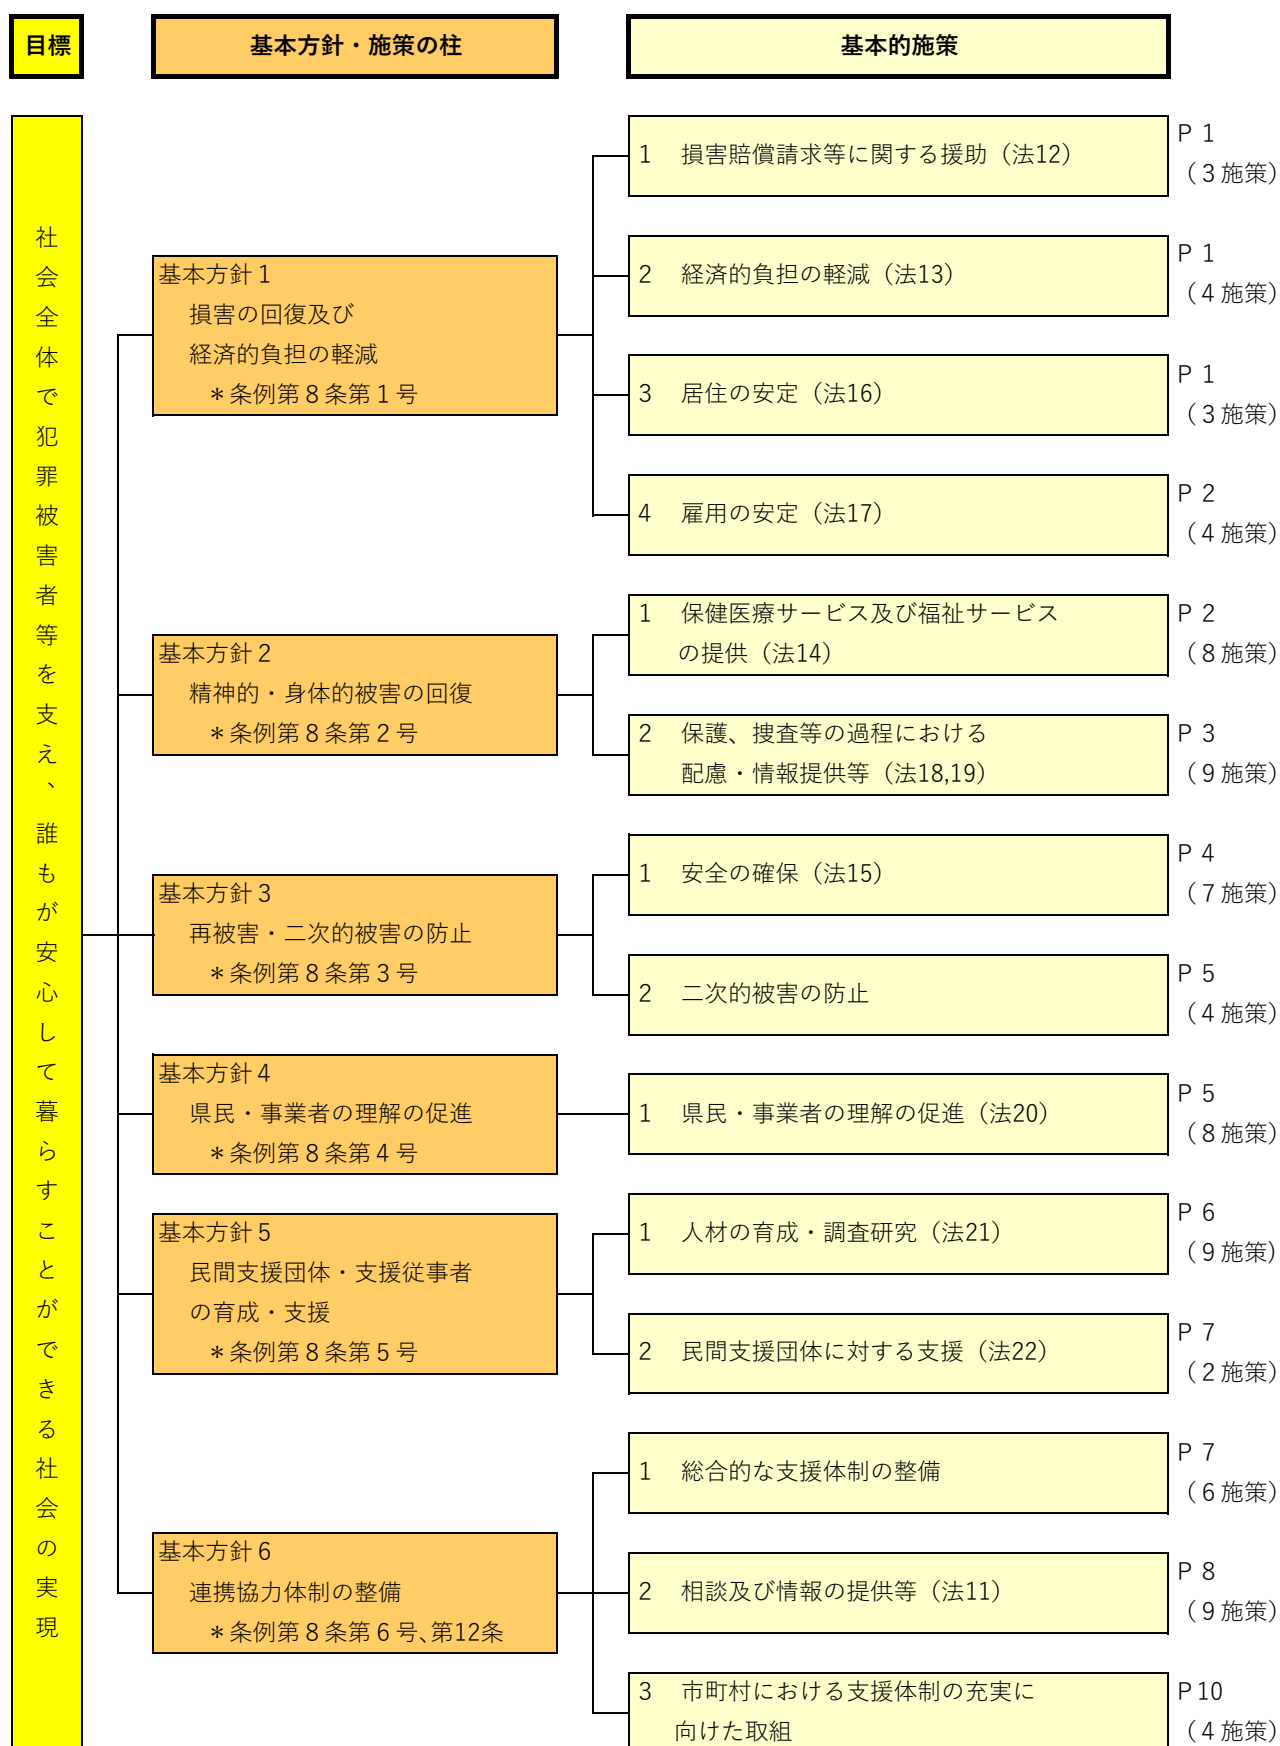 目標
基本方針・施策の柱
基本的施策
社会全体で犯罪被害者等を支え、誰もが安心して暮らすことができる社会の実現
基本方針１
損害の回復及び
経済的負担の軽減
＊条例第８条第１号
1 損害賠償請求等に関する援助（法12）
Ｐ 1
（３施策）
2 経済的負担の軽減（法13）
Ｐ 1
（４施策）
3 居住の安定（法16）
Ｐ 1
（３施策）
4 雇用の安定（法17）
Ｐ 2
（４施策）
基本方針２
精神的・身体的被害の回復
＊条例第８条第２号
1 保健医療サービス及び福祉サービス
の提供（法14）
Ｐ 2
（８施策）
2 保護、捜査等の過程における
配慮・情報提供等（法18,19）
Ｐ 3
（９施策）
基本方針３
再被害・二次的被害の防止
＊条例第８条第３号
1 安全の確保（法15）
Ｐ 4
（７施策）
2 二次的被害の防止
Ｐ 5
（４施策）
基本方針４
県民・事業者の理解の促進
＊条例第８条第４号
1 県民・事業者の理解の促進（法20）
Ｐ 5
（８施策）
基本方針５
民間支援団体・支援従事者
の育成・支援
＊条例第８条第５号
1 人材の育成・調査研究（法21）
Ｐ 6
（９施策）
2 民間支援団体に対する支援（法22）
Ｐ 7
（２施策）
基本方針６
連携協力体制の整備
＊条例第８条第６号、第12条
1 総合的な支援体制の整備
Ｐ 7
（６施策）
2 相談及び情報の提供等（法11）
Ｐ 8
（９施策）
3 市町村における支援体制の充実に
向けた取組
Ｐ10
（４施策）